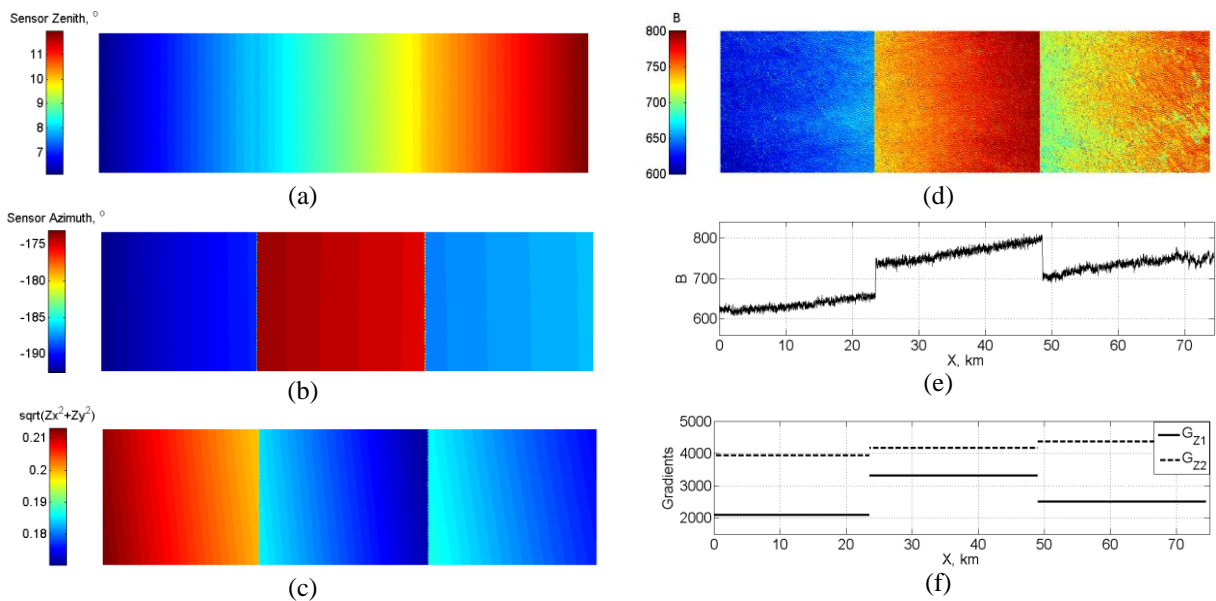 Sensor Zenith, °
11
10
9
8
7
(a)
Sensor Azimuth, °
-175
-180
-185
-190
(b)
sqrt(Zx²+Zy²)
0.21
0.2
0.19
0.18
(c)
B
800
750
700
650
600
(d)
800
700
600
B
0 10 20 30 40 50 60 70
X, km
(e)
5000
4000
3000
2000
Gradients
G_Z1
G_Z2
0 10 20 30 40 50 60 70
X, km
(f)